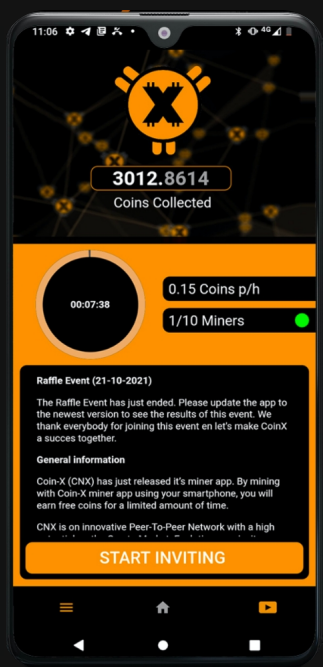 11:06
4G
X
3012.8614
Coins Collected
00:07:38
0.15 Coins p/h
1/10 Miners
Raffle Event (21-10-2021)
The Raffle Event has just ended. Please update the app to
the newest version to see the results of this event. We
thank everybody for joining this event en let's make CoinX
a succes together.
General information
Coin-X (CNX) has just released it's miner app. By mining
with Coin-X miner app using your smartphone, you will
earn free coins for a limited amount of time.
CNX is on innovative Peer-To-Peer Network with a high
START INVITING